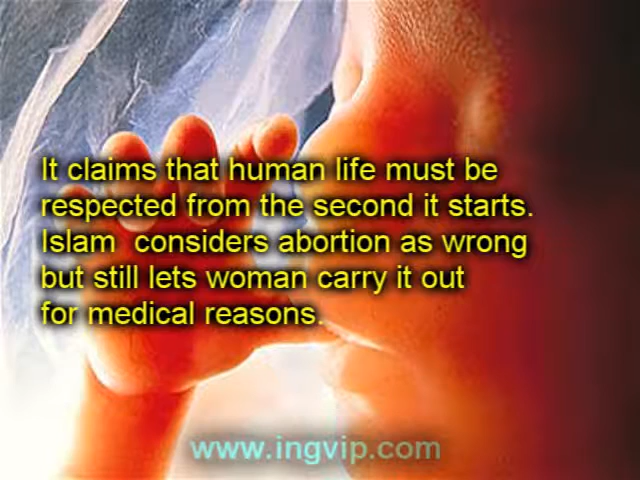 It claims that human life must be
respected from the second it starts.
Islam  considers abortion as wrong
but still lets woman carry it out
for medical reasons.
www.ingvip.com